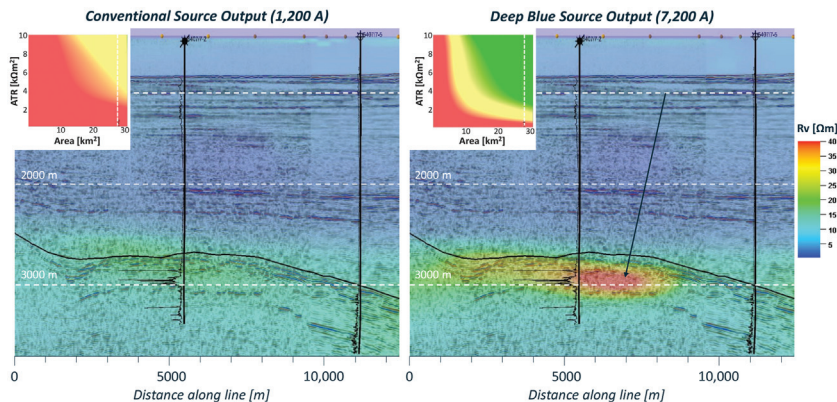 Conventional Source Output (1,200 A)
10
8
6
4
2
ATR [kΩm²]
10 20 30
Area [km²]
2000 m
3000 m
0 5000 10,000
Distance along line [m]
Deep Blue Source Output (7,200 A)
10
8
6
4
2
ATR [kΩm²]
10 20 30
Area [km²]
2000 m
3000 m
0 5000 10,000
Distance along line [m]
Rv [Ωm]
40
35
30
25
20
15
10
5